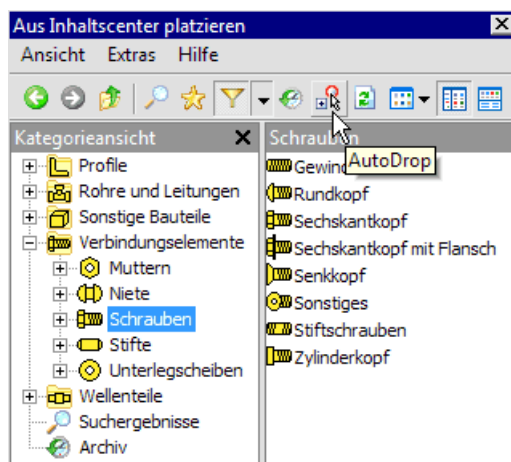 Aus Inhaltscenter platzieren
Ansicht Extras Hilfe
Kategorieansicht
Profile
Rohre und Leitungen
Sonstige Bauteile
Verbindungselemente
Muttern
Niete
Schrauben
Stifte
Unterlegscheiben
Wellenteile
Suchergebnisse
Archiv
Schrauben
AutoDrop
Rundkopf
Sechskantkopf
Sechskantkopf mit Flansch
Senkkopf
Sonstiges
Stiftschrauben
Zylinderkopf